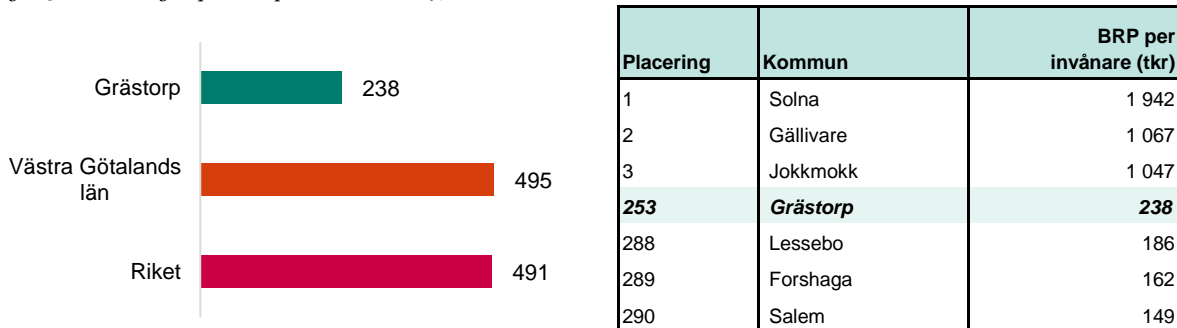 Grästorp 238
Västra Götalands
län 495
Riket 491
Placering Kommun BRP per
invånare (tkr)
1 Solna 1 942
2 Gällivare 1 067
3 Jokkmokk 1 047
253 Grästorp 238
288 Lessebo 186
289 Forshaga 162
290 Salem 149